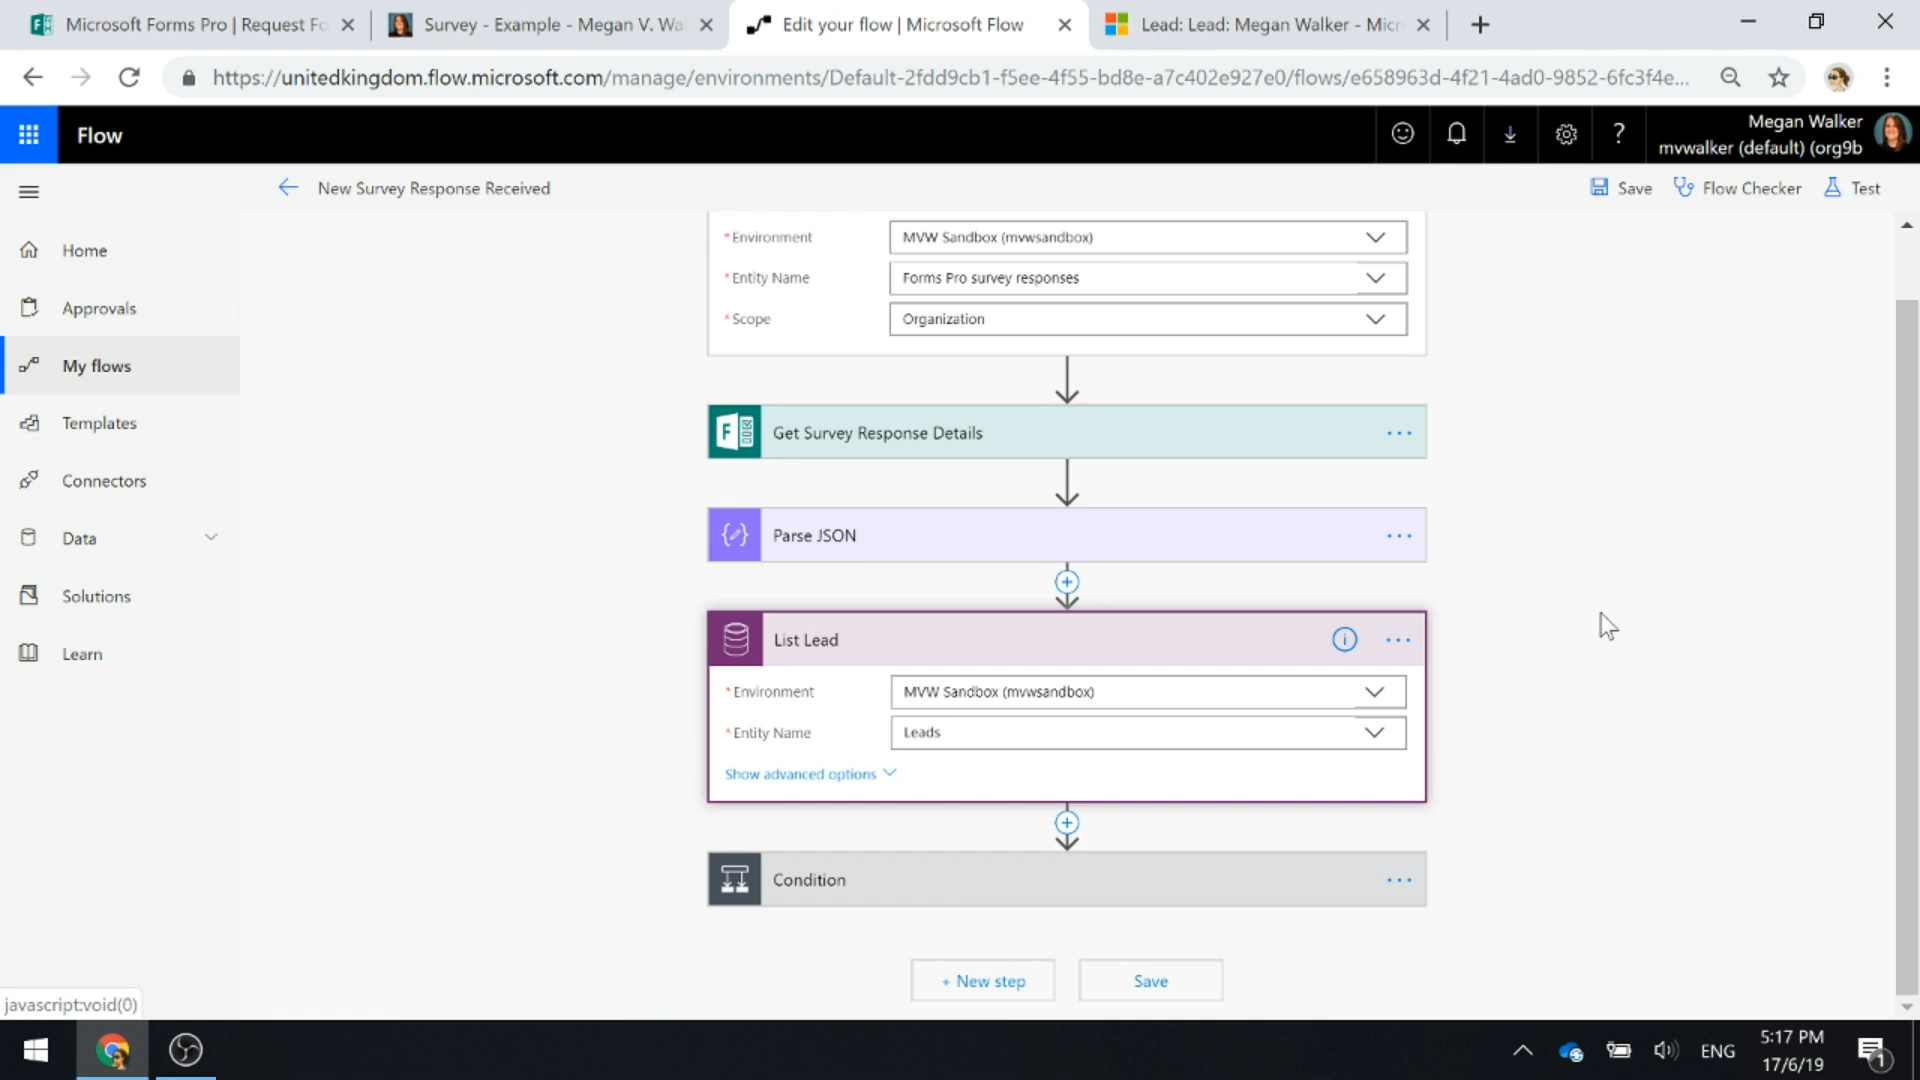 Microsoft Forms Pro | Request Fo
Survey - Example - Megan V. Wa
Edit your flow | Microsoft Flow
Lead: Lead: Megan Walker - Micr
https://unitedkingdom.flow.microsoft.com/manage/environments/Default-2fdd9cb1-f5ee-4f55-bd8e-a7c402e927e0/flows/e658963d-4f21-4ad0-9852-6fc3f4e...
Flow
Megan Walker
mvwalker (default) (org9b
New Survey Response Received
Save
Flow Checker
Test
Home
Approvals
My flows
Templates
Connectors
Data
Solutions
Learn
* Environment
MVW Sandbox (mvwsandbox)
* Entity Name
Forms Pro survey responses
* Scope
Organization
Get Survey Response Details
Parse JSON
List Lead
* Environment
MVW Sandbox (mvwsandbox)
* Entity Name
Leads
Show advanced options
Condition
+ New step
Save
javascript:void(0)
ENG
5:17 PM
17/6/19
1